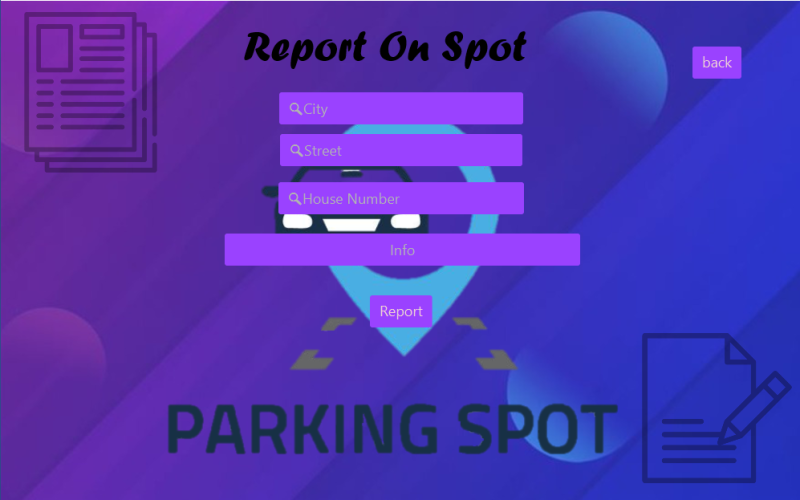 Report On Spot
back
City
Street
House Number
Info
Report
PARKING SPOT